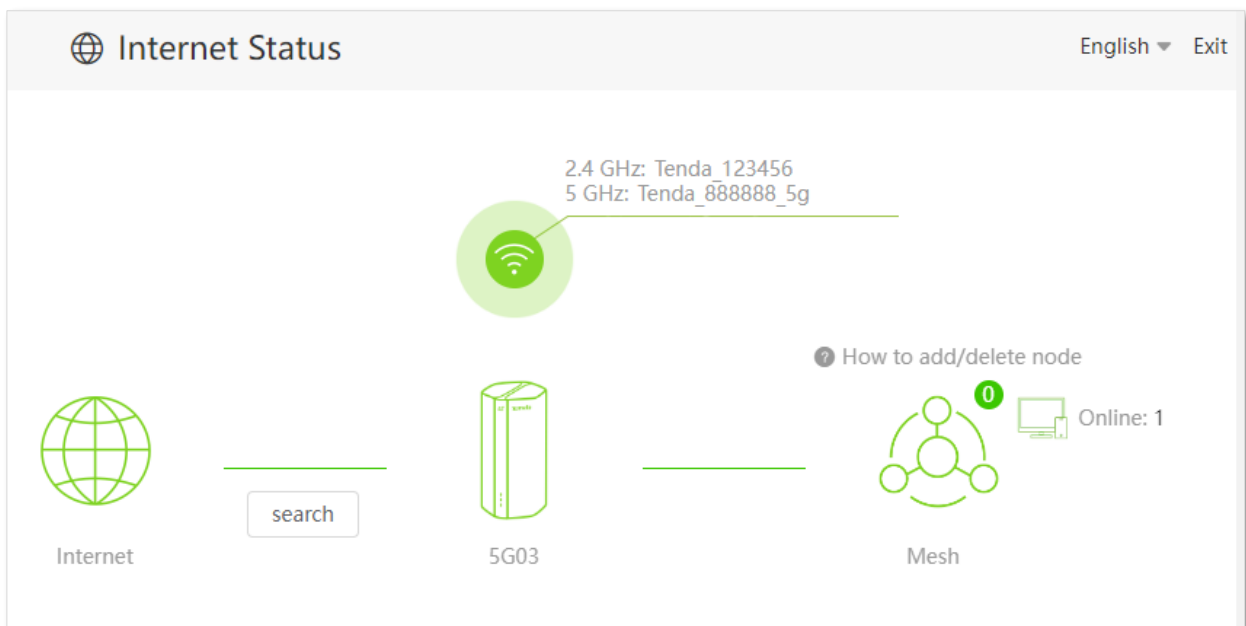 Internet Status
English
Exit
2.4 GHz: Tenda_123456
5 GHz: Tenda_888888_5g
? How to add/delete node
0
Online: 1
search
Internet
5G03
Mesh